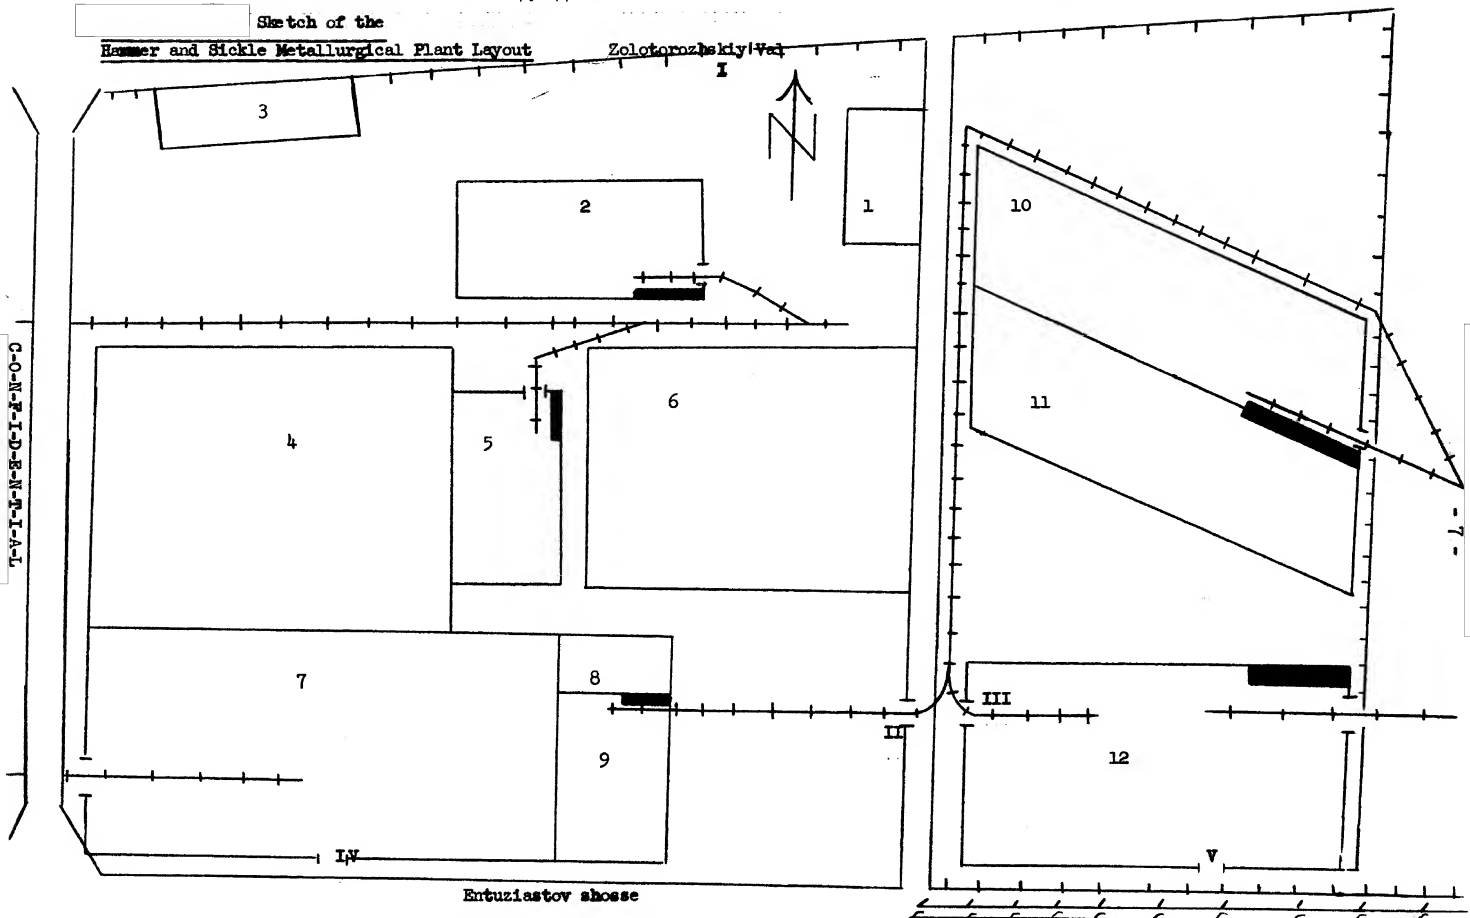 Sketch of the
Hammer and Sickle Metallurgical Plant Layout
Zolotorozhskiy Val
I
N
3
2
1
10
C-O-N-F-I-D-E-N-T-I-A-L
4
5
6
11
- 7 -
7
8
III
II
9
12
IV
V
Entuziastov shosse